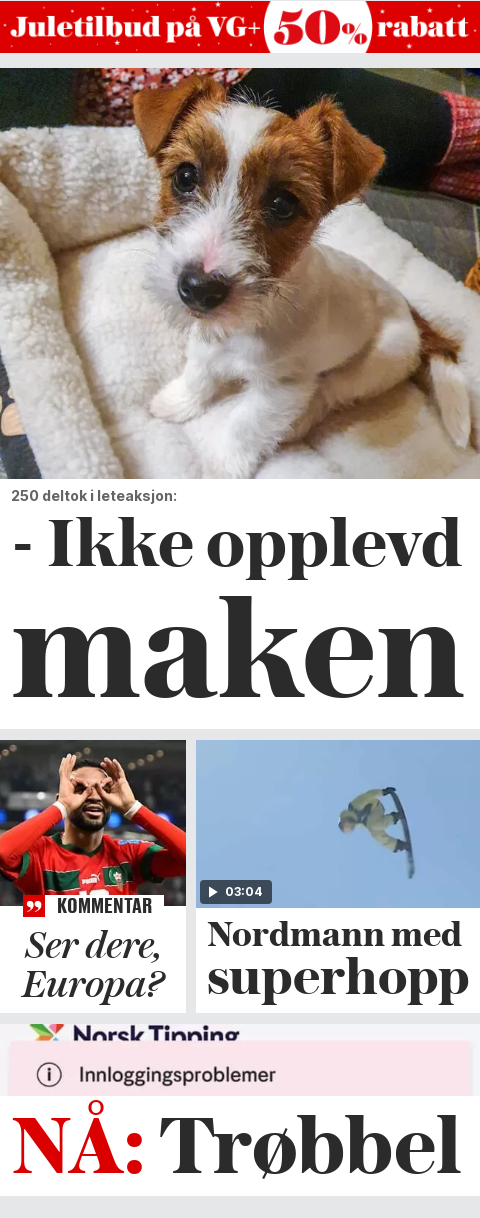 Juletilbud på VG+ 50% rabatt
250 deltok i leteaksjon:
- Ikke opplevd
maken
KOMMENTAR
Ser dere,
Europa?
03:04
Nordmann med
superhopp
Norsk Tipping
Innloggingsproblemer
NÅ: Trøbbel